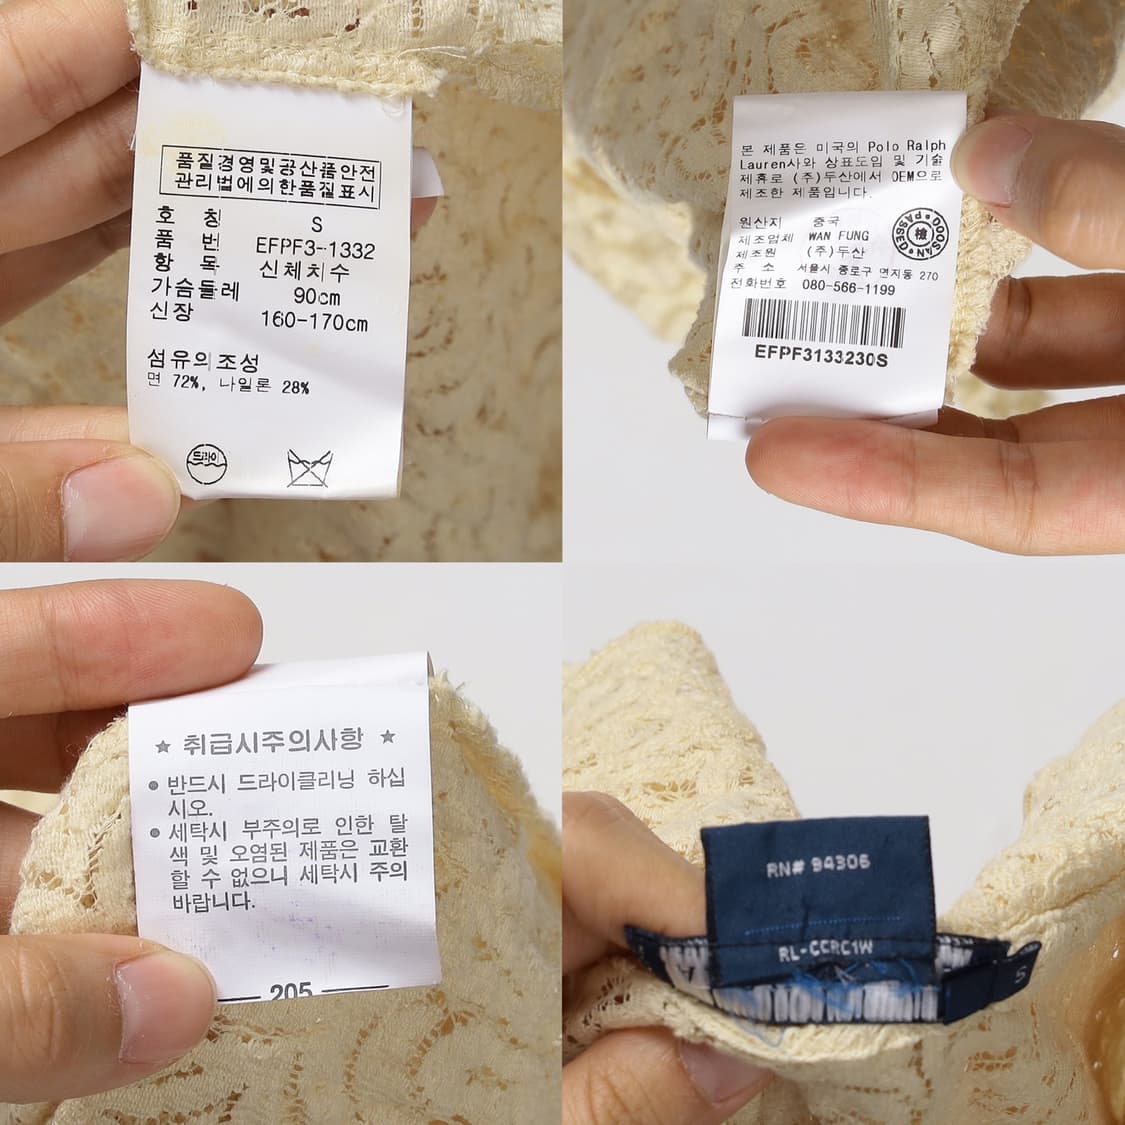 품질경영및공산품안전
관리법에의한품질표시
호 칭 S
품 번 EFPF3-1332
항 목 신체치수
가슴둘레 90cm
신장 160-170cm
섬유의조성
면 72%, 나일론 28%
드라이
본 제품은 미국의 Polo Ralph
Lauren사와 상표도입 및 기술
제휴로 (주)두산에서 OEM으로
제조한 제품입니다.
원산지 중국
제조업체 WAN FUNG
제조원 (주)두산
주 소 서울시 종로구 연지동 270
전화번호 080-566-1199
DOOSAN PASSED
檢
EFPF3133230S
★ 취급시주의사항 ★
● 반드시 드라이클리닝 하십
시오.
● 세탁시 부주의로 인한 탈
색 및 오염된 제품은 교환
할 수 없으니 세탁시 주의
바랍니다.
205
RN# 94306
RL-CCRC1W
S